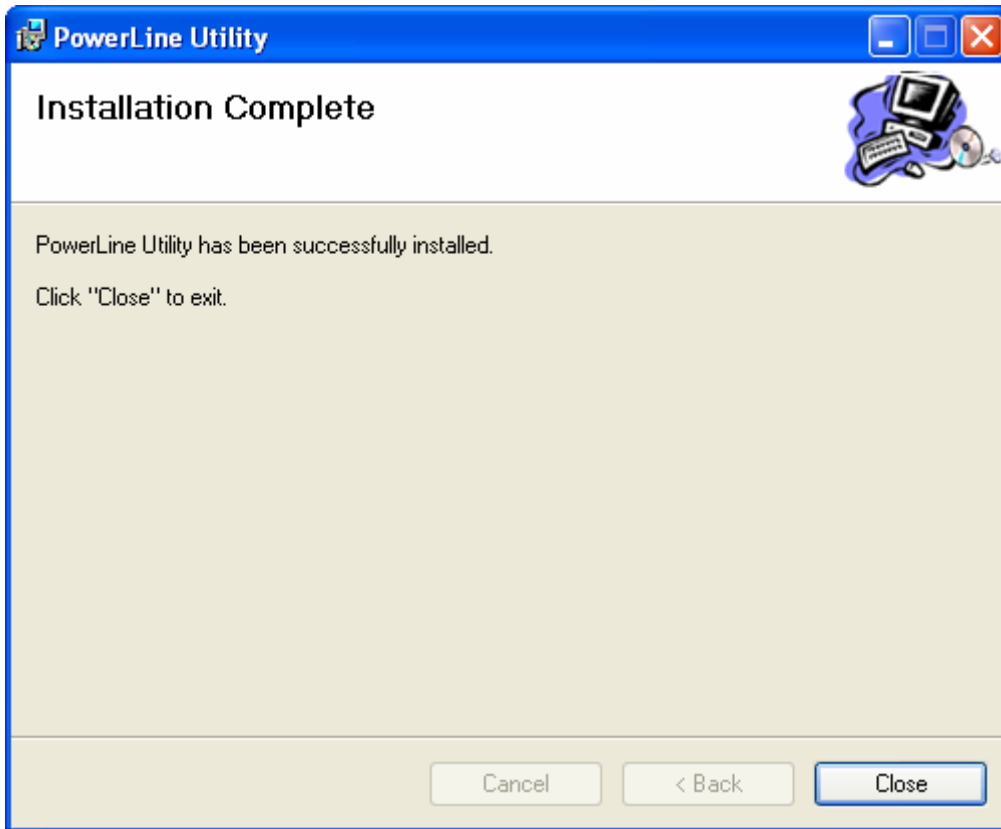 PowerLine Utility
Installation Complete
PowerLine Utility has been successfully installed.
Click "Close" to exit.
Cancel
< Back
Close